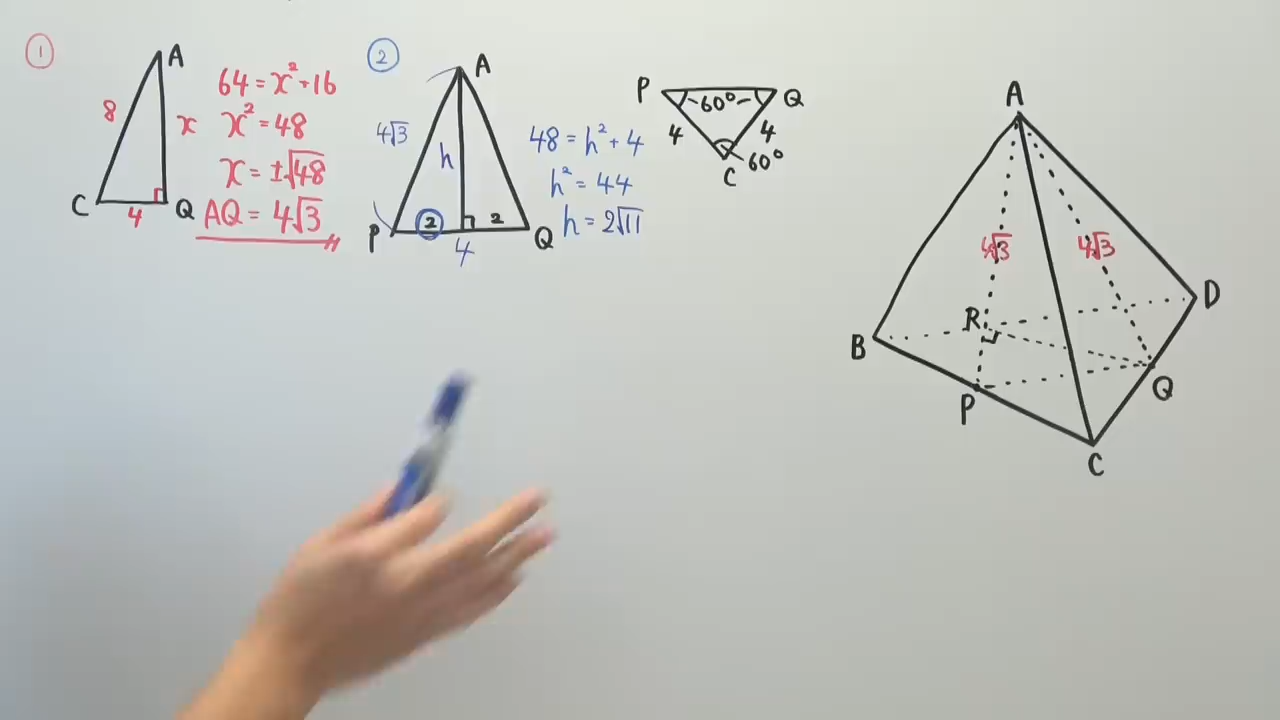 ①
A
8
x
C
4
Q
64 = x² + 16
x² = 48
x = ±√48
AQ = 4√3
②
A
4√3
h
P
2
2
Q
4
48 = h² + 4
h² = 44
h = 2√11
P
60°
Q
4
4
C
60°
A
4√3
4√3
B
R
D
P
Q
C